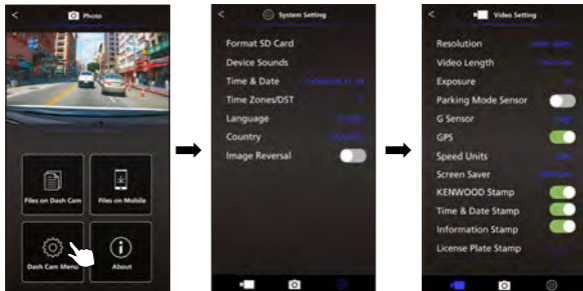 Photo
Files on Dash Cam
Files on Mobile
Dash Cam Menu
About
System Setting
Format SD Card
Device Sounds
Time & Date
Time Zones/DST
Language
Country
Image Reversal
Video Setting
Resolution
Video Length
Exposure
Parking Mode Sensor
G Sensor
GPS
Speed Units
Screen Saver
KENWOOD Stamp
Time & Date Stamp
Information Stamp
License Plate Stamp